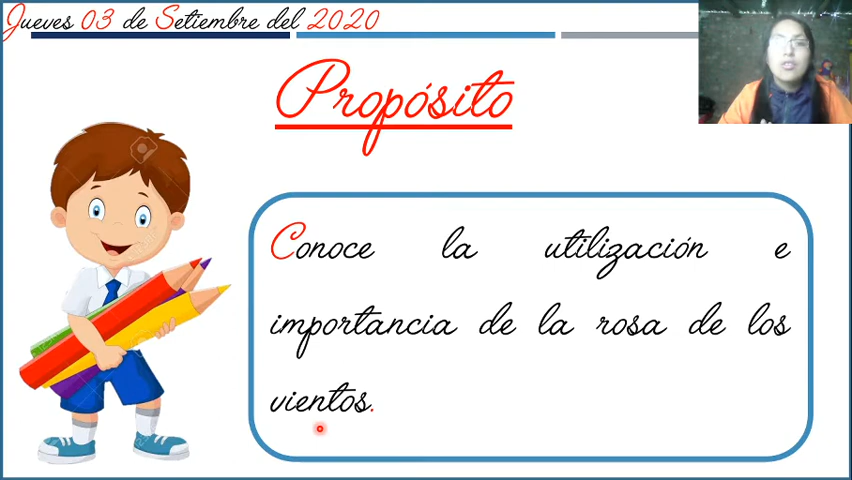 Jueves 03 de Setiembre del 2020
Propósito
Conoce la utilización e
importancia de la rosa de los
vientos.